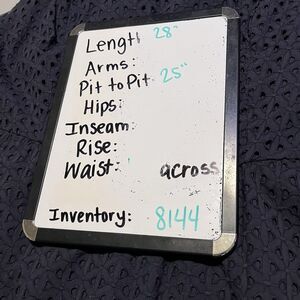 Length 28"
Arms:
Pit to Pit 25"
Hips:
Inseam:
Rise:
Waist: across
Inventory: 8144